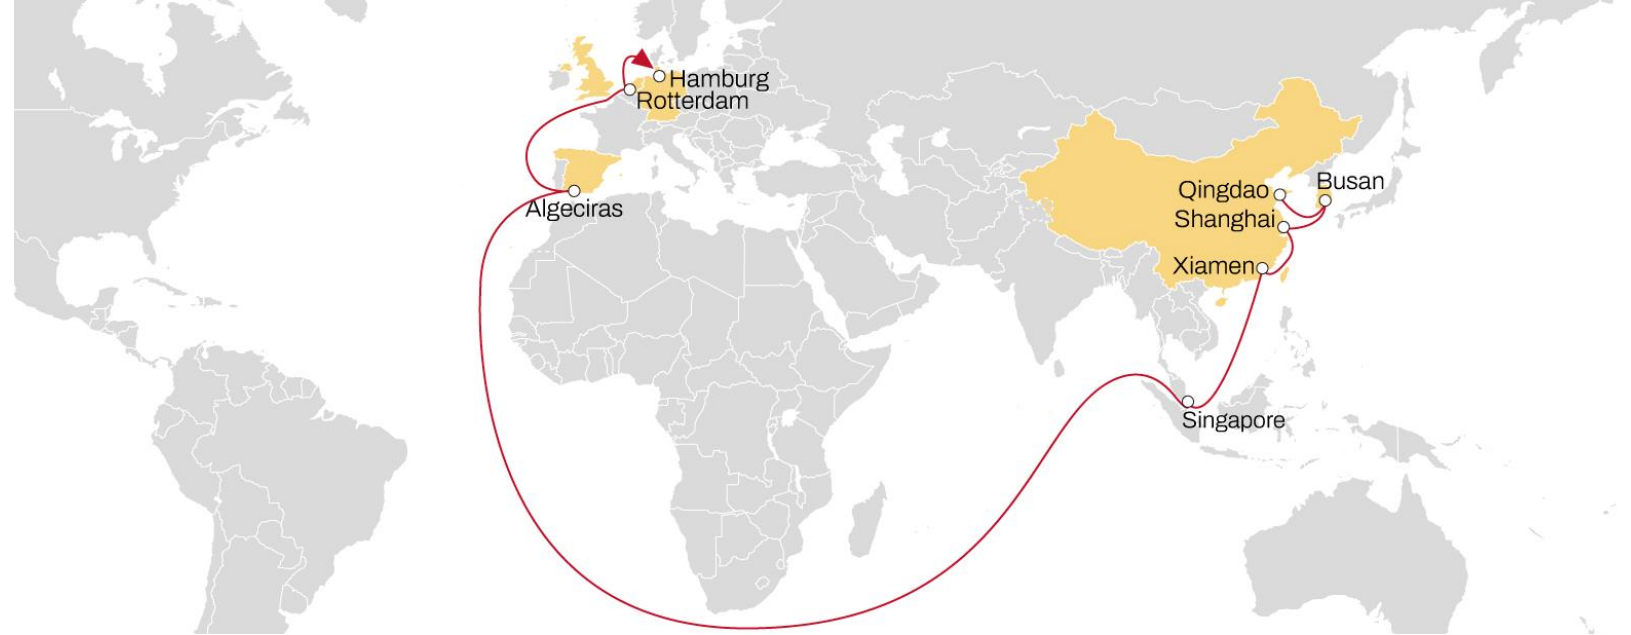 Hamburg
Rotterdam
Algeciras
Qingdao
Busan
Shanghai
Xiamen
Singapore